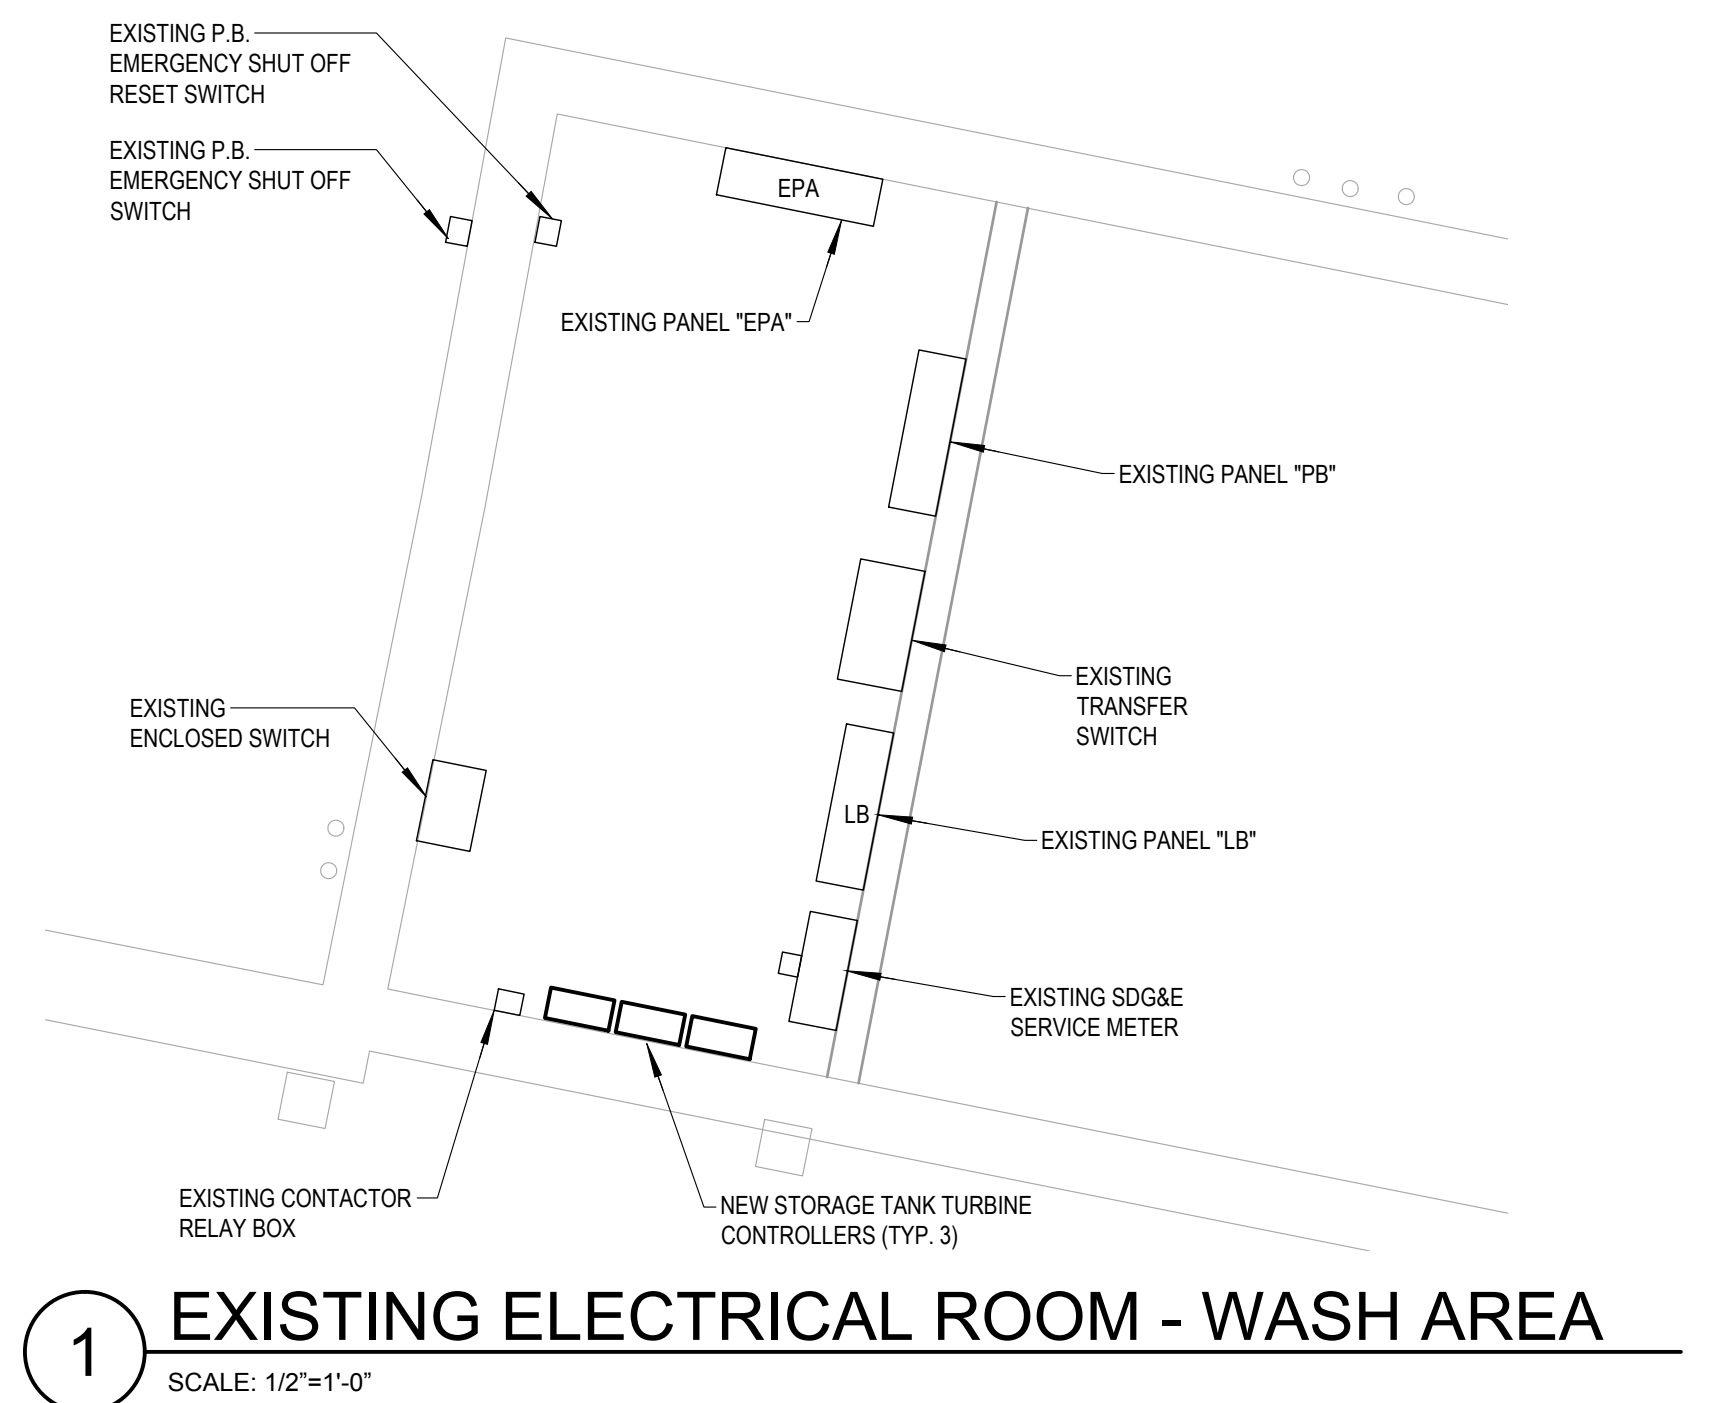 EXISTING P.B.
EMERGENCY SHUT OFF
RESET SWITCH
EXISTING P.B.
EMERGENCY SHUT OFF
SWITCH
EPA
EXISTING PANEL "EPA"
EXISTING PANEL "PB"
EXISTING
TRANSFER
SWITCH
EXISTING
ENCLOSED SWITCH
LB
EXISTING PANEL "LB"
EXISTING SDG&E
SERVICE METER
EXISTING CONTACTOR
RELAY BOX
NEW STORAGE TANK TURBINE
CONTROLLERS (TYP. 3)
1
EXISTING ELECTRICAL ROOM - WASH AREA
SCALE: 1/2”=1'-0”